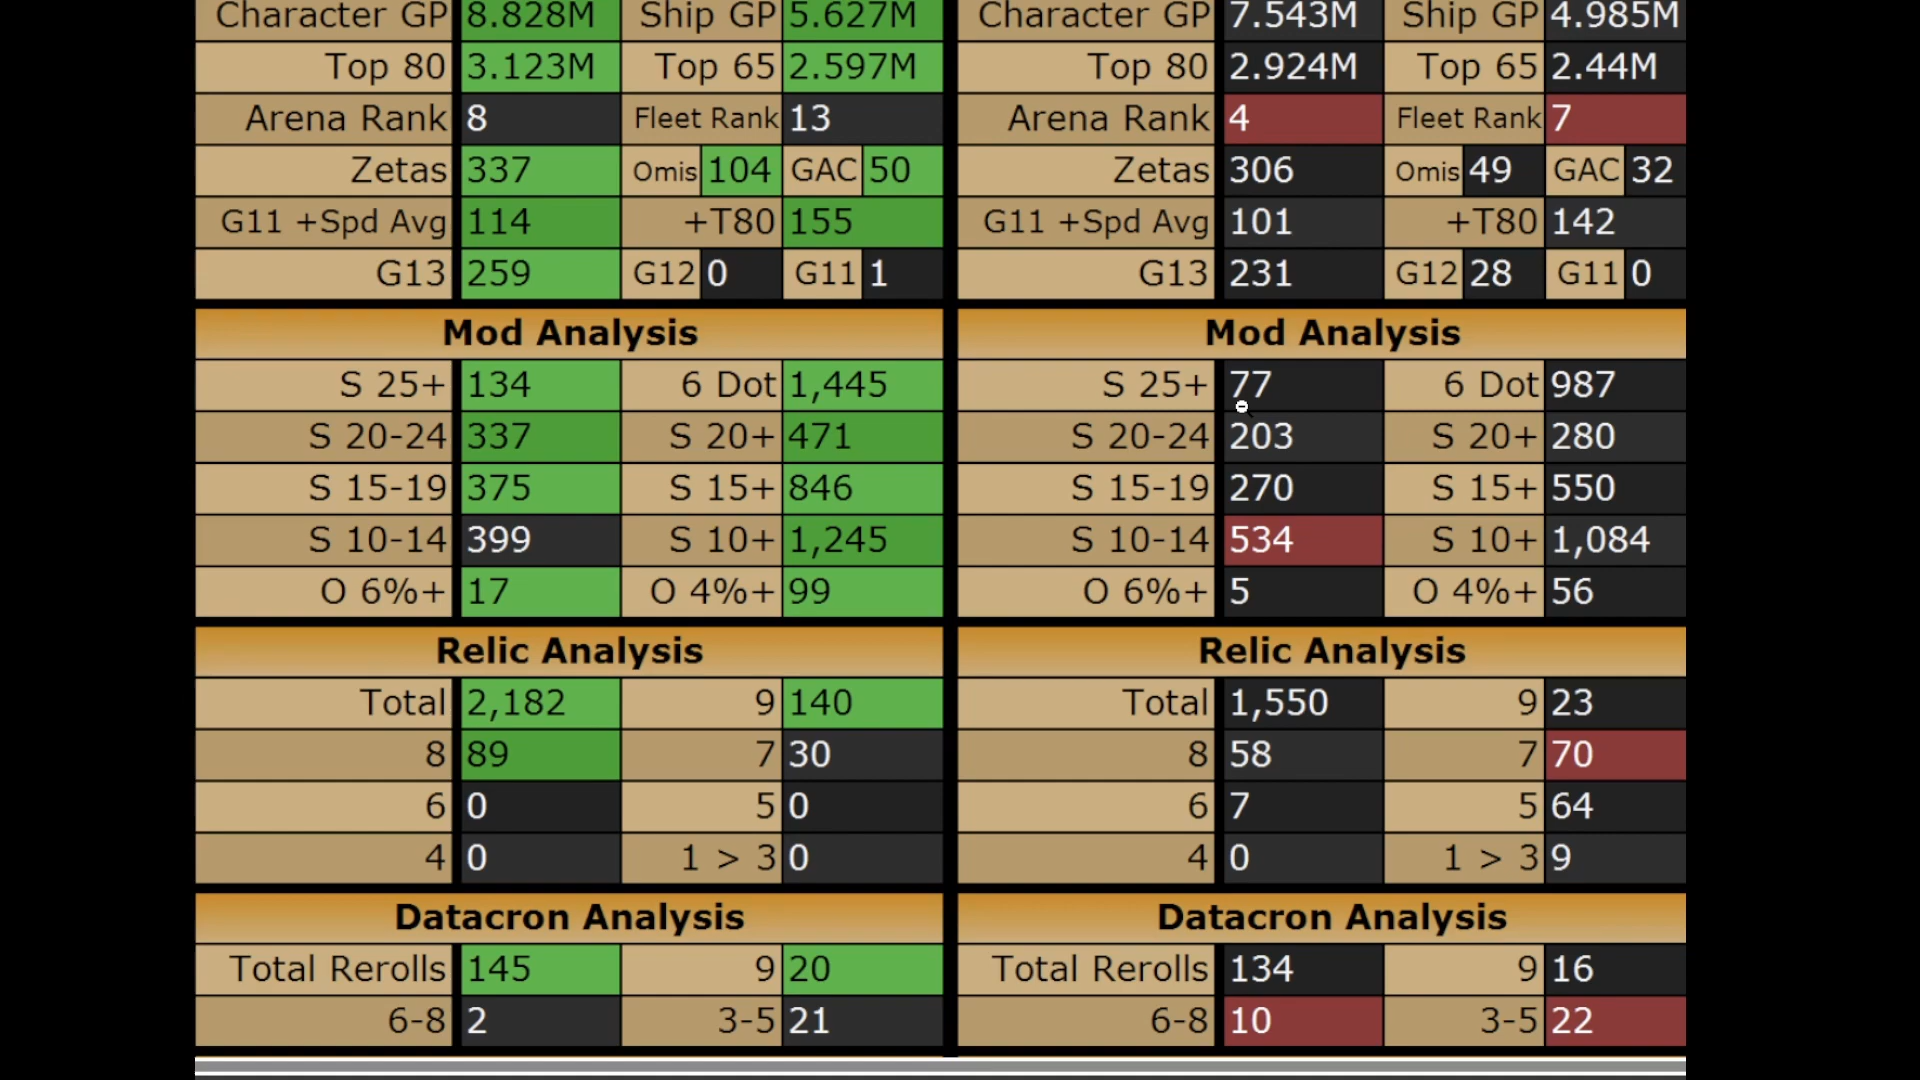 Character GP 8.828M Ship GP 5.627M Character GP 7.543M Ship GP 4.985M
Top 80 3.123M Top 65 2.597M Top 80 2.924M Top 65 2.44M
Arena Rank 8 Fleet Rank 13 Arena Rank 4 Fleet Rank 7
Zetas 337 Omis 104 GAC 50 Zetas 306 Omis 49 GAC 32
G11 +Spd Avg 114 +T80 155 G11 +Spd Avg 101 +T80 142
G13 259 G12 0 G11 1 G13 231 G12 28 G11 0
Mod Analysis Mod Analysis
S 25+ 134 6 Dot 1,445 S 25+ 77 6 Dot 987
S 20-24 337 S 20+ 471 S 20-24 203 S 20+ 280
S 15-19 375 S 15+ 846 S 15-19 270 S 15+ 550
S 10-14 399 S 10+ 1,245 S 10-14 534 S 10+ 1,084
O 6%+ 17 O 4%+ 99 O 6%+ 5 O 4%+ 56
Relic Analysis Relic Analysis
Total 2,182 9 140 Total 1,550 9 23
8 89 7 30 8 58 7 70
6 0 5 0 6 7 5 64
4 0 1 > 3 0 4 0 1 > 3 9
Datacron Analysis Datacron Analysis
Total Rerolls 145 9 20 Total Rerolls 134 9 16
6-8 2 3-5 21 6-8 10 3-5 22